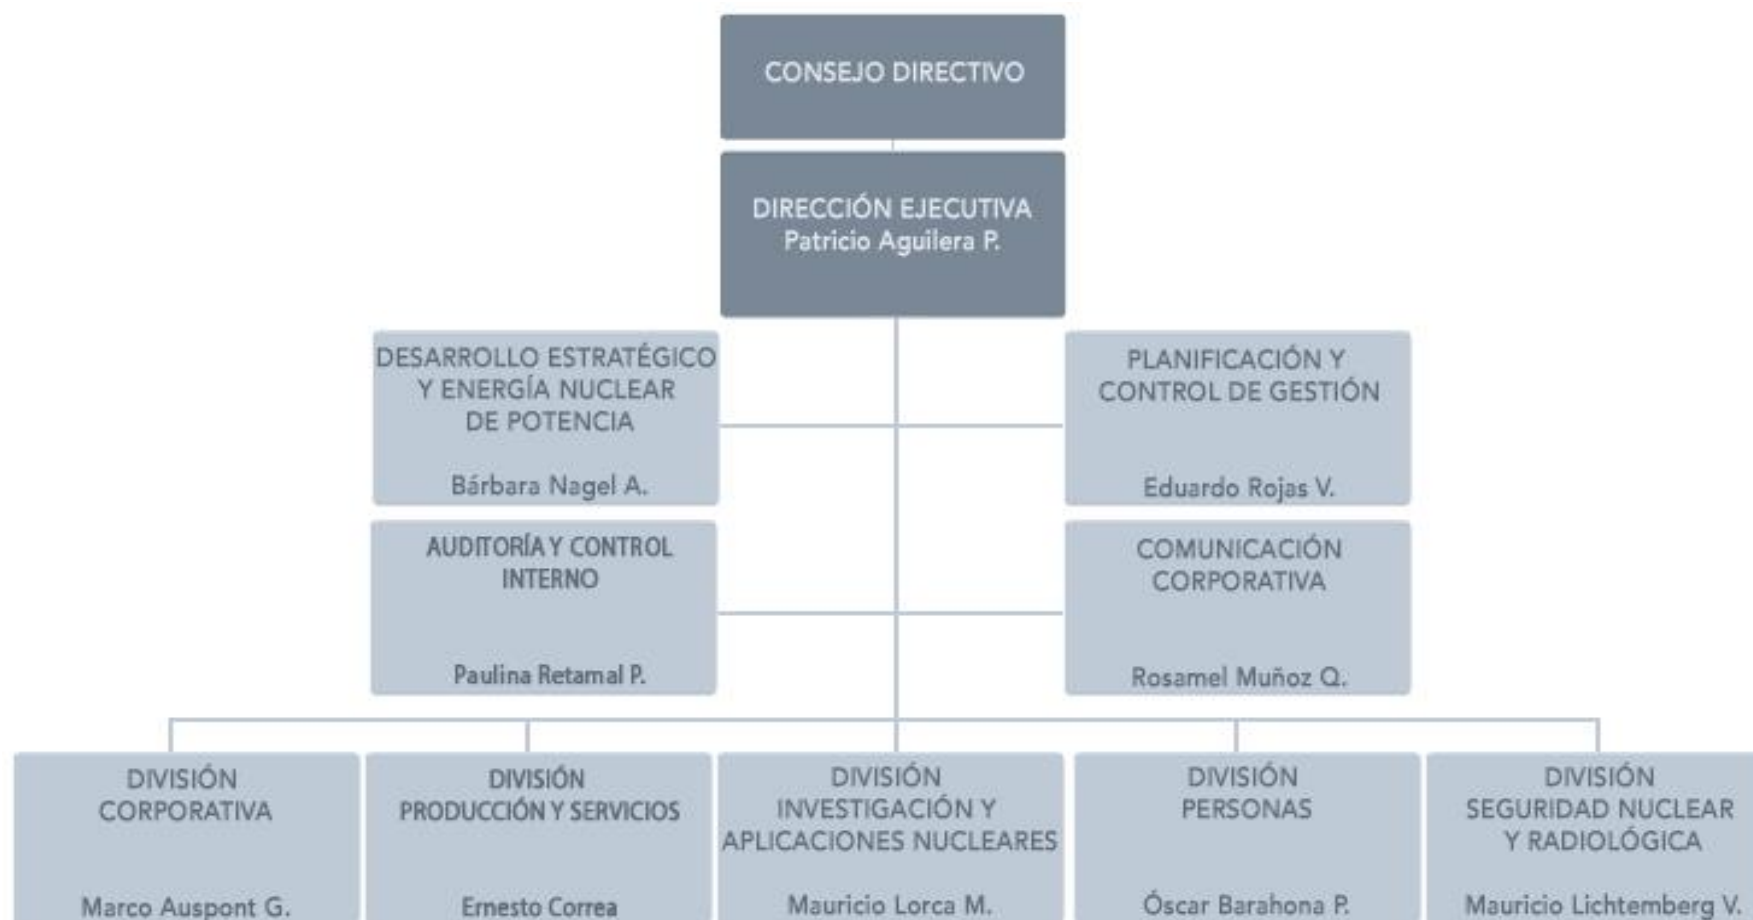 CONSEJO DIRECTIVO
DIRECCIÓN EJECUTIVA
Patricio Aguilera P.
DESARROLLO ESTRATÉGICO
Y ENERGÍA NUCLEAR
DE POTENCIA
Bárbara Nagel A.
PLANIFICACIÓN Y
CONTROL DE GESTIÓN
Eduardo Rojas V.
AUDITORÍA Y CONTROL
INTERNO
Paulina Retamal P.
COMUNICACIÓN
CORPORATIVA
Rosamel Muñoz Q.
DIVISIÓN
CORPORATIVA
Marco Auspont G.
DIVISIÓN
PRODUCCIÓN Y SERVICIOS
Ernesto Correa
DIVISIÓN
INVESTIGACIÓN Y
APLICACIONES NUCLEARES
Mauricio Lorca M.
DIVISIÓN
PERSONAS
Óscar Barahona P.
DIVISIÓN
SEGURIDAD NUCLEAR
Y RADIOLÓGICA
Mauricio Lichtemberg V.